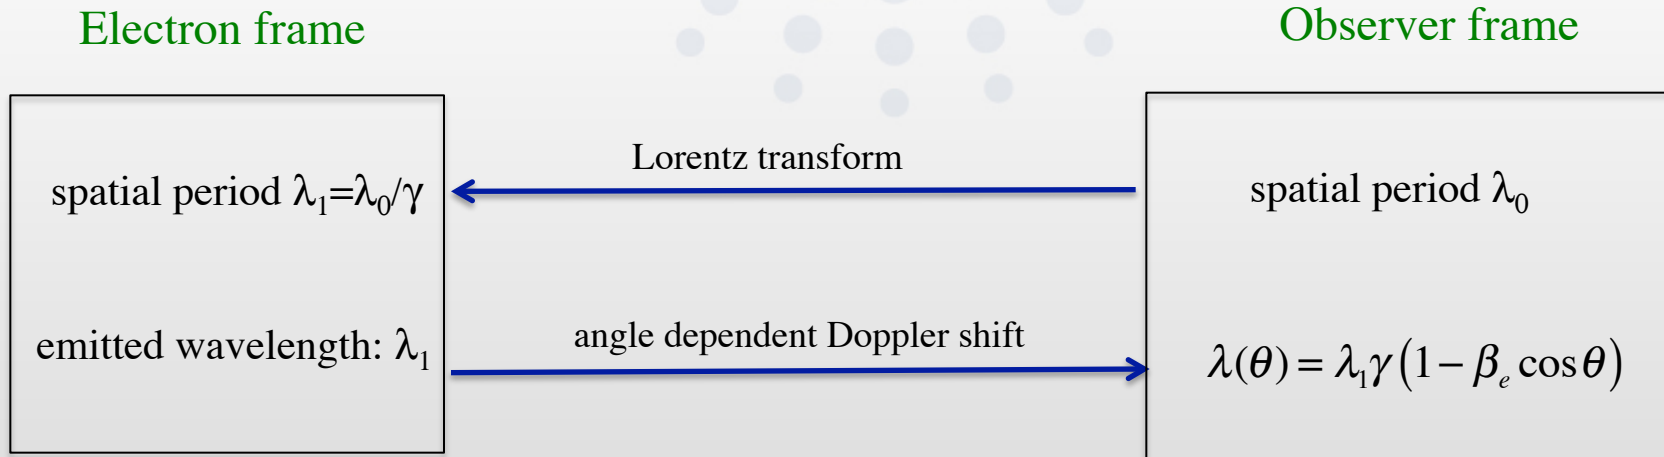 Electron frame
Observer frame
Lorentz transform
spatial period λ₁=λ₀/γ
spatial period λ₀
angle dependent Doppler shift
emitted wavelength: λ₁
λ(θ) = λ₁γ(1 − βₑ cos θ)